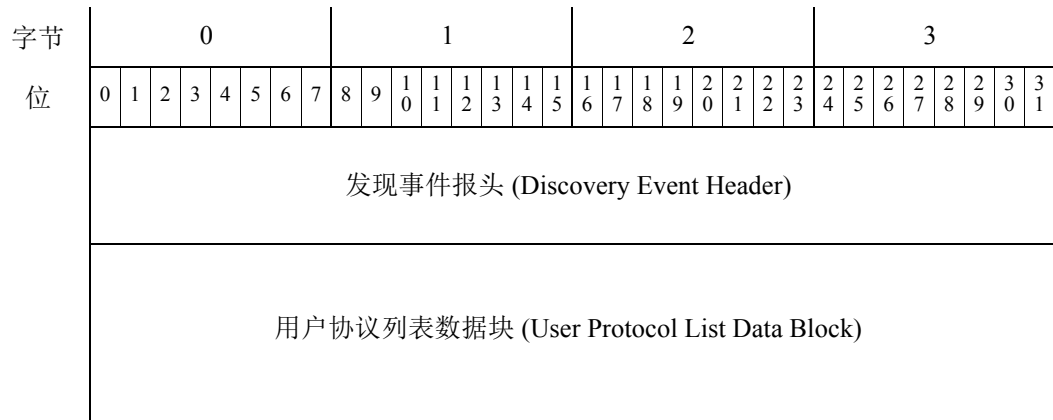 字节 0 1 2 3
位 0 1 2 3 4 5 6 7 8 9 10 11 12 13 14 15 16 17 18 19 20 21 22 23 24 25 26 27 28 29 30 31
发现事件报头 (Discovery Event Header)
用户协议列表数据块 (User Protocol List Data Block)